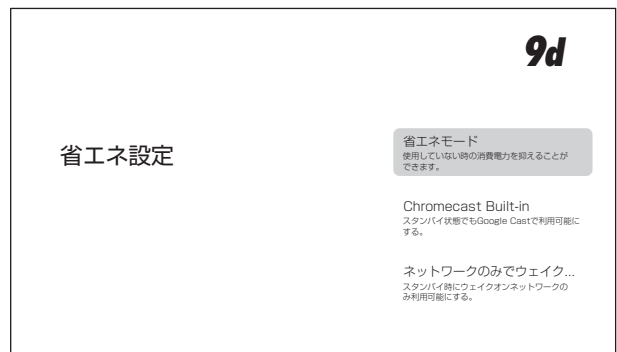 9d
省エネ設定
省エネモード
使用していない時の消費電力を抑えることが
できます。
Chromecast Built-in
スタンバイ状態でもGoogle Castで利用可能に
する。
ネットワークのみでウェイク...
スタンバイ時にウェイクオンネットワークの
み利用可能にする。